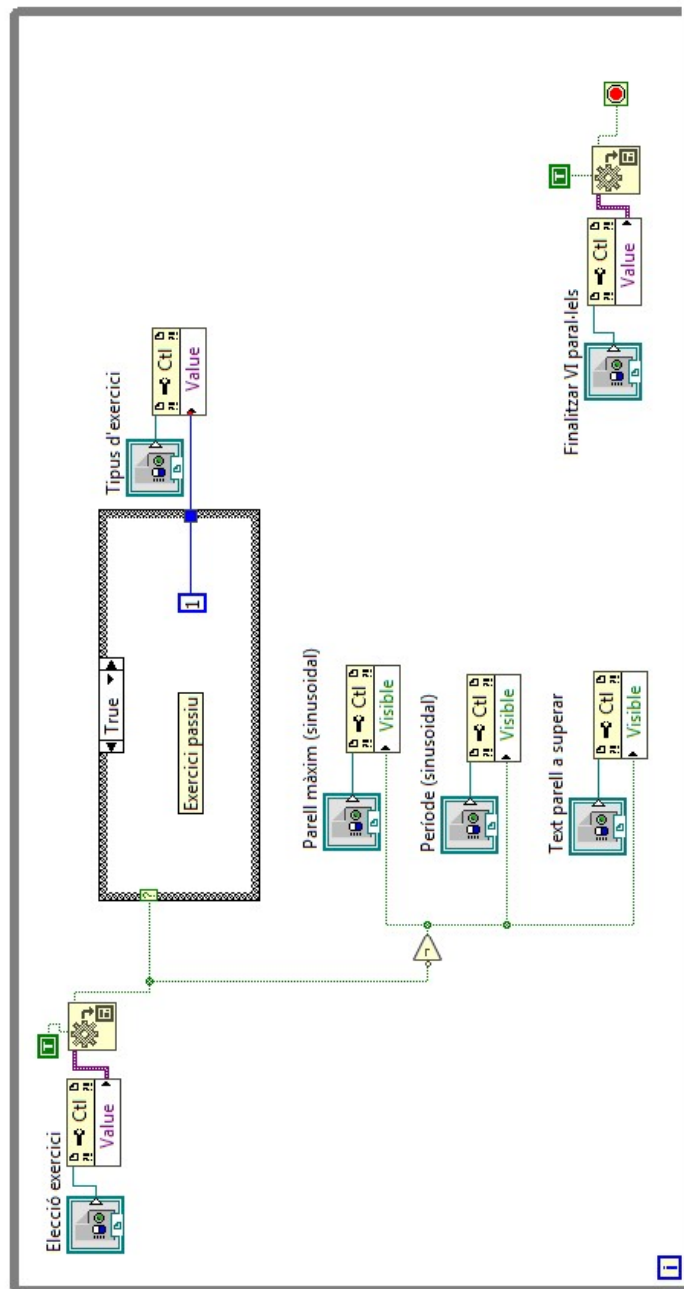 Elecció exercici
Ctl
Value
T
True
Exercici passiu
1
Tipus d'exercici
Ctl
Value
Parell màxim (sinusoidal)
Ctl
Visible
Període (sinusoidal)
Ctl
Visible
Text parell a superar
Ctl
Visible
Finalitzar VI paral·lels
Ctl
Value
T
i